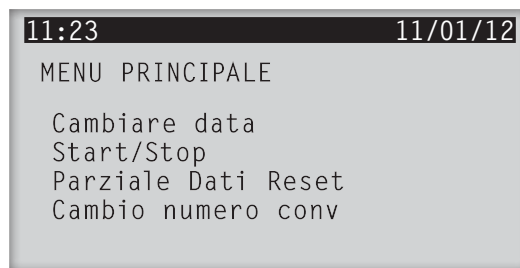 11:23 11/01/12
MENU PRINCIPALE
Cambiare data
Start/Stop
Parziale Dati Reset
Cambio numero conv